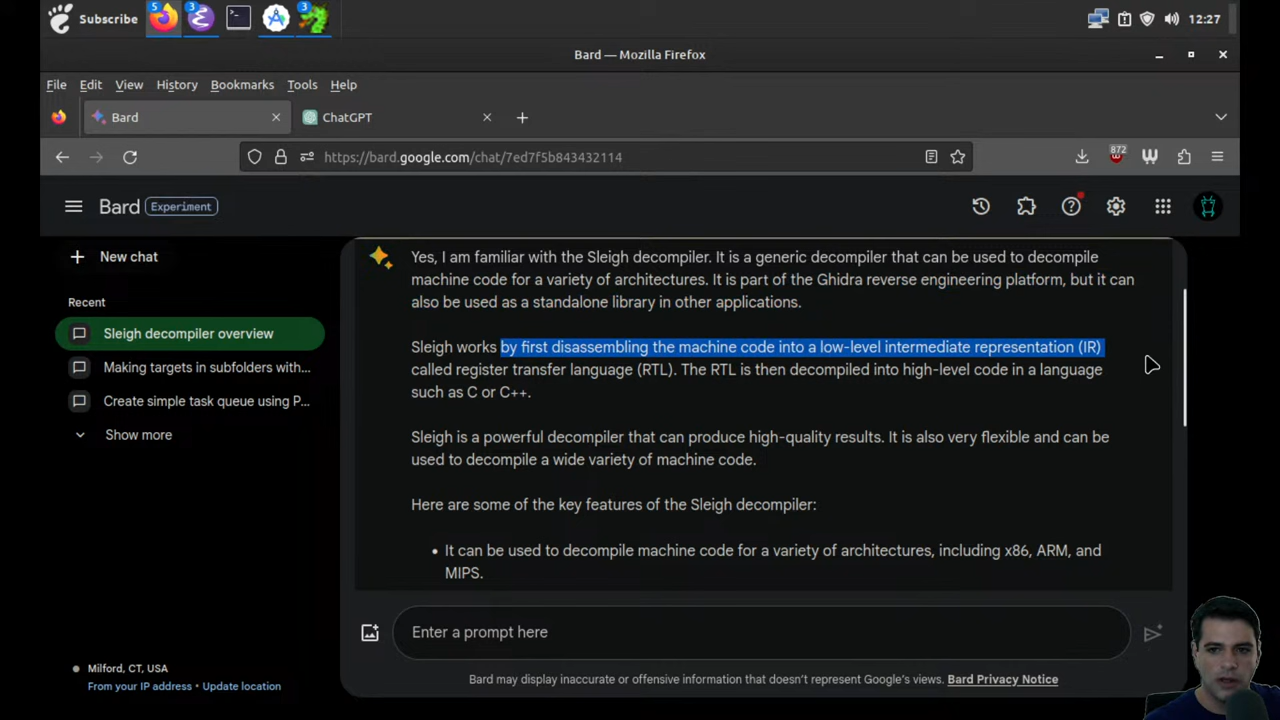 Subscribe
5
3
3
12:27
Bard — Mozilla Firefox
File Edit View History Bookmarks Tools Help
Bard
ChatGPT
https://bard.google.com/chat/7ed7f5b843432114
872
Bard Experiment
New chat
Recent
Sleigh decompiler overview
Making targets in subfolders with...
Create simple task queue using P...
Show more
Milford, CT, USA
From your IP address • Update location
Yes, I am familiar with the Sleigh decompiler. It is a generic decompiler that can be used to decompile
machine code for a variety of architectures. It is part of the Ghidra reverse engineering platform, but it can
also be used as a standalone library in other applications.
Sleigh works by first disassembling the machine code into a low-level intermediate representation (IR)
called register transfer language (RTL). The RTL is then decompiled into high-level code in a language
such as C or C++.
Sleigh is a powerful decompiler that can produce high-quality results. It is also very flexible and can be
used to decompile a wide variety of machine code.
Here are some of the key features of the Sleigh decompiler:
• It can be used to decompile machine code for a variety of architectures, including x86, ARM, and
MIPS.
Enter a prompt here
Bard may display inaccurate or offensive information that doesn't represent Google's views. Bard Privacy Notice